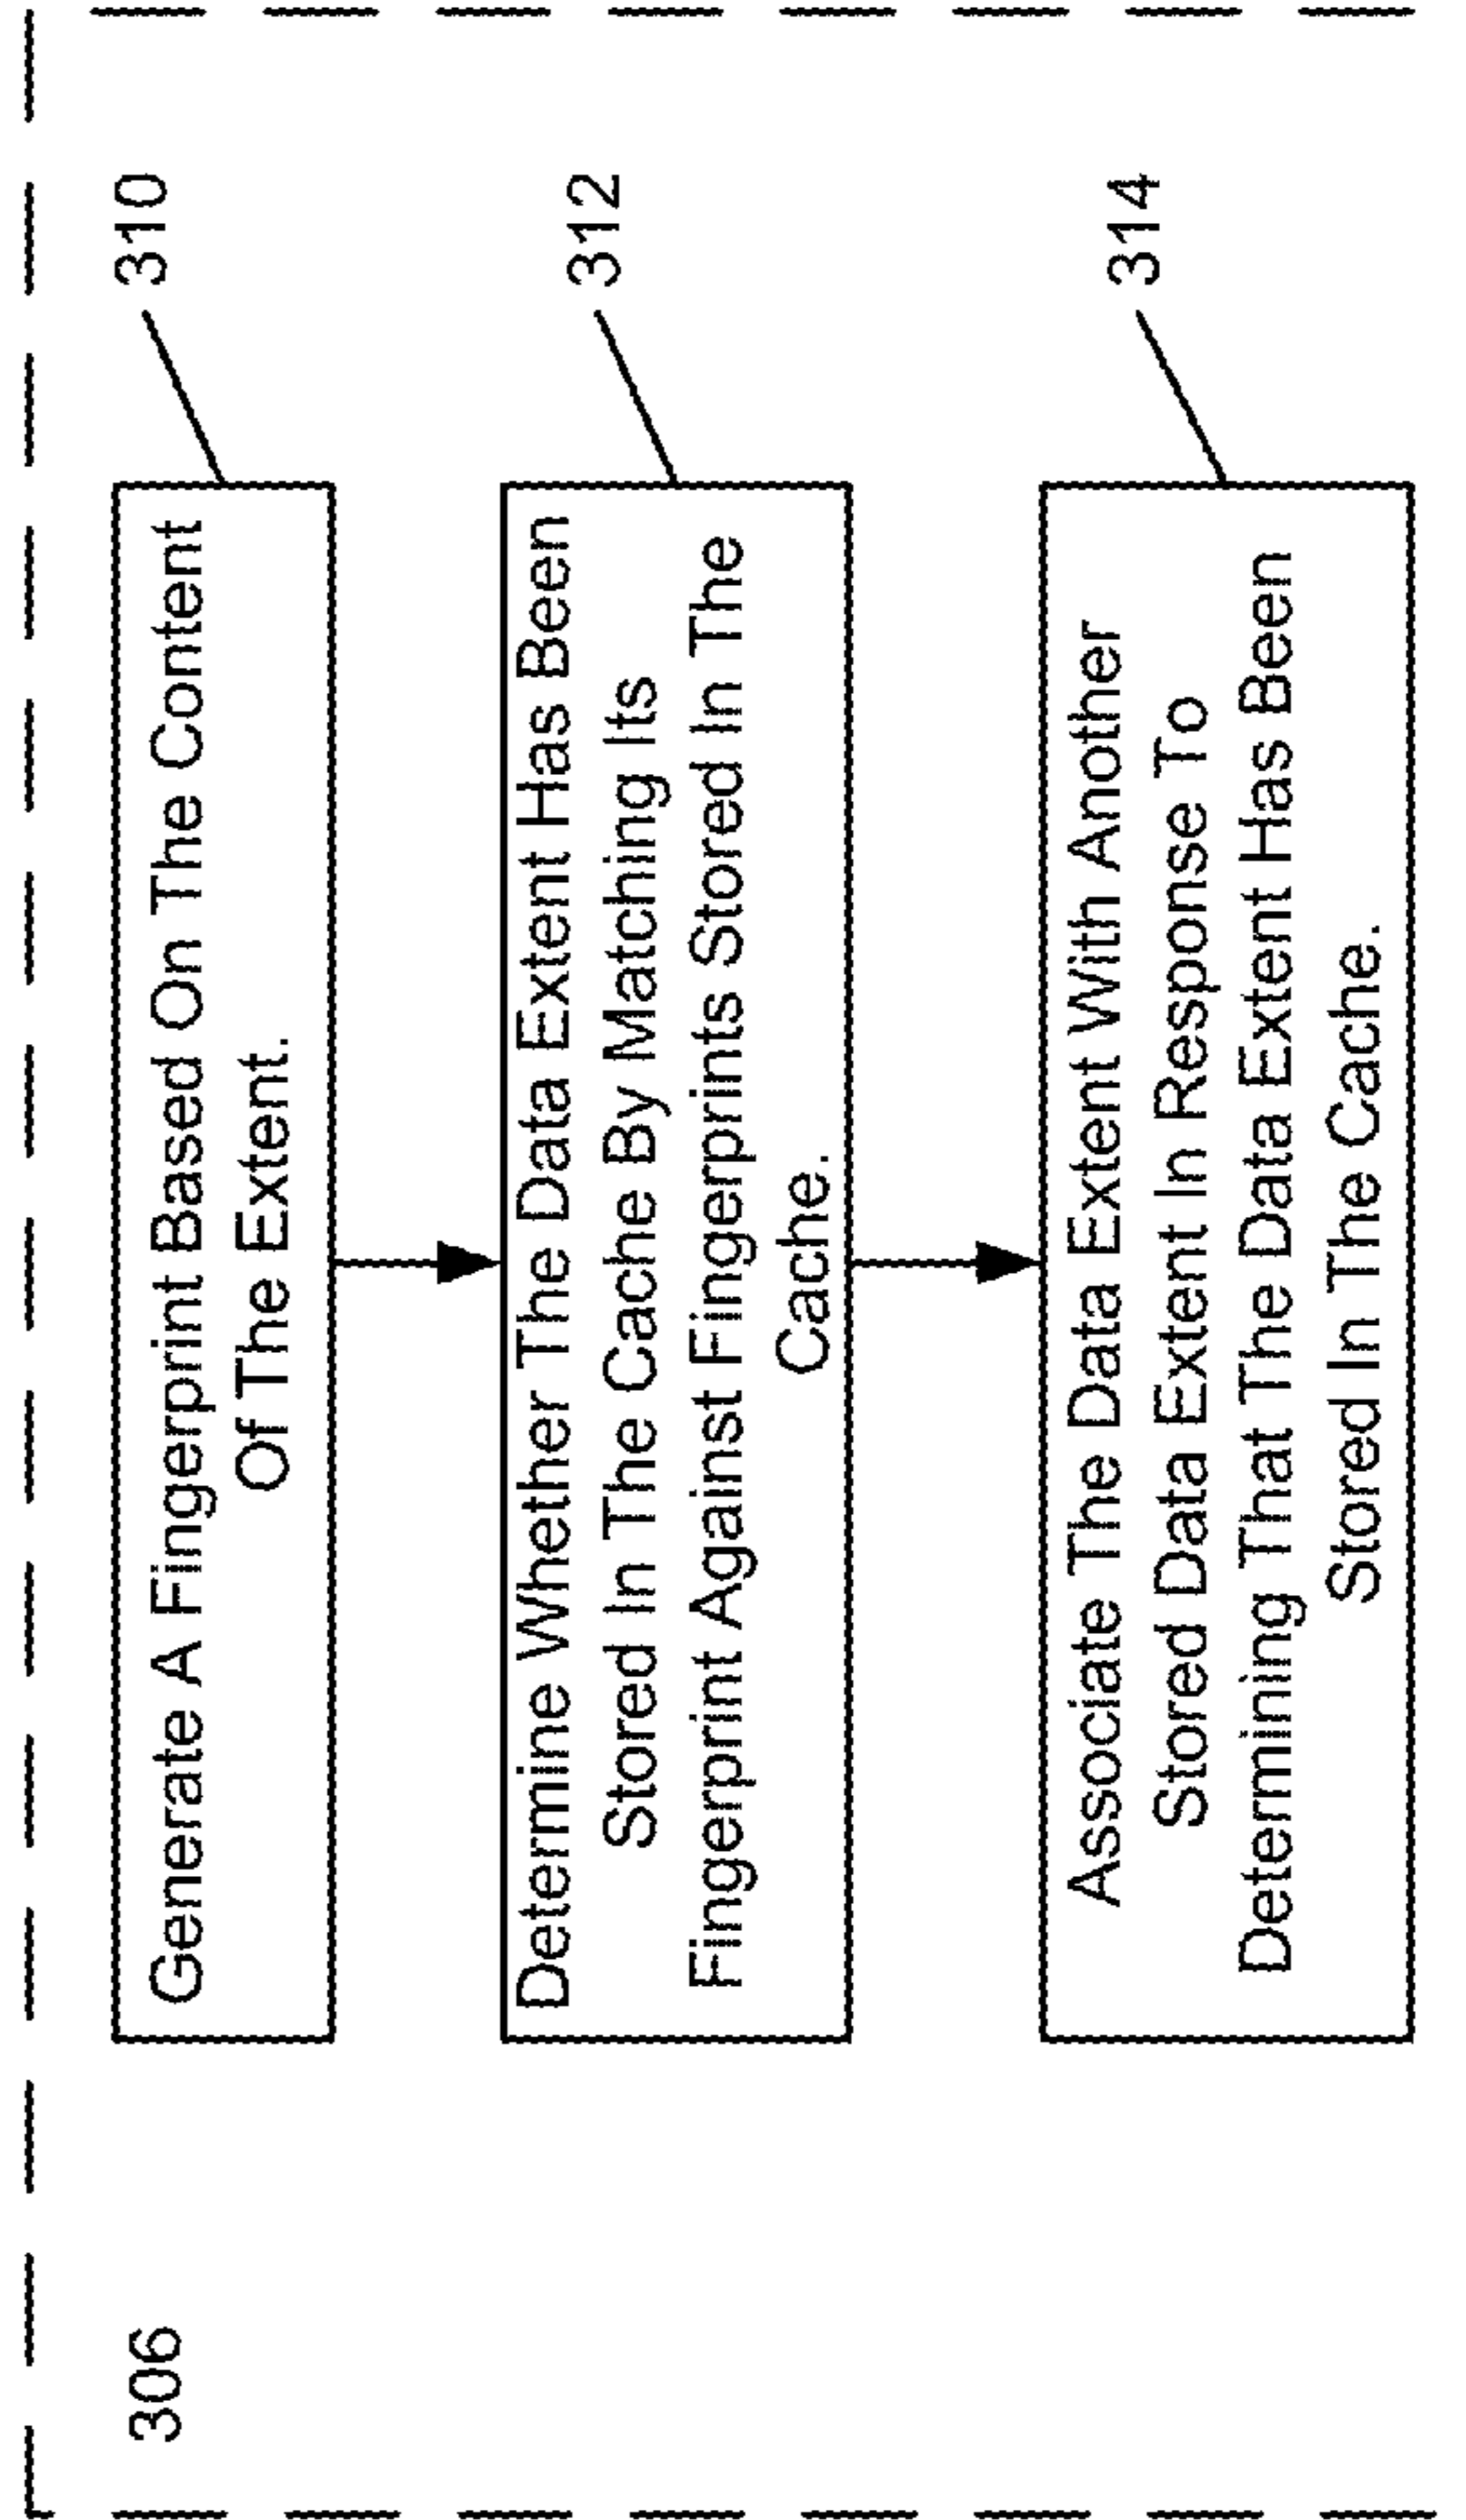 306
310
Generate A Fingerprint Based On The Content
Of The Extent.
312
Determine Whether The Data Extent Has Been
Stored In The Cache By Matching Its
Fingerprint Against Fingerprints Stored In The
Cache.
314
Associate The Data Extent With Another
Stored Data Extent In Response To
Determining That The Data Extent Has Been
Stored In The Cache.